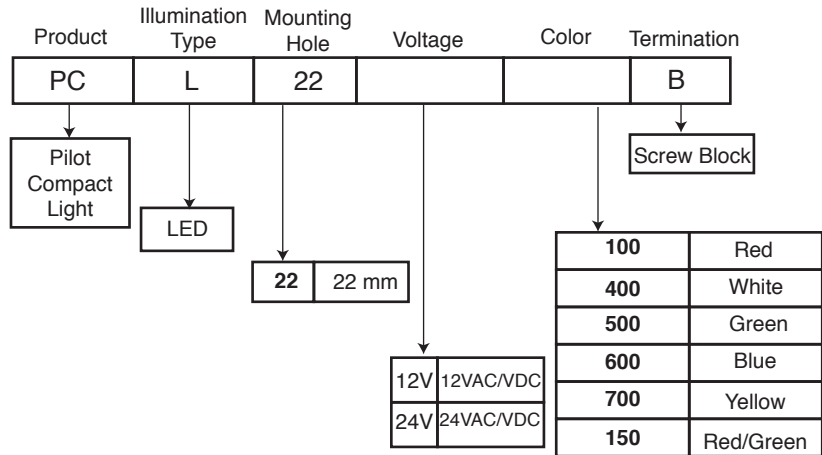 Product Illumination Type Mounting Hole Voltage Color Termination
PC L 22 B
Pilot
Compact
Light
LED
22 22 mm
12V 12VAC/VDC
24V 24VAC/VDC
Screw Block
100 Red
400 White
500 Green
600 Blue
700 Yellow
150 Red/Green